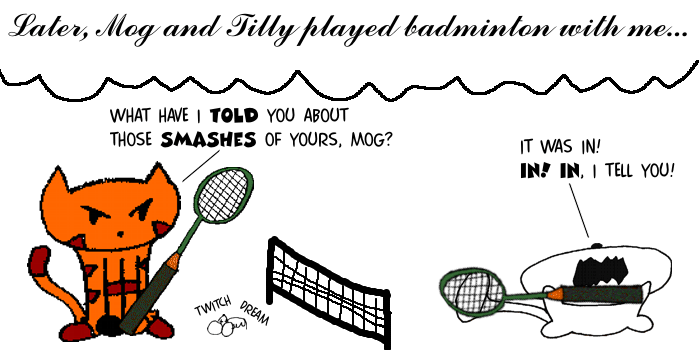 Later, Mog and Tilly played badminton with me...
WHAT HAVE I TOLD YOU ABOUT
THOSE SMASHES OF YOURS, MOG?
IT WAS IN!
IN! IN, I TELL YOU!
TWITCH DREAM